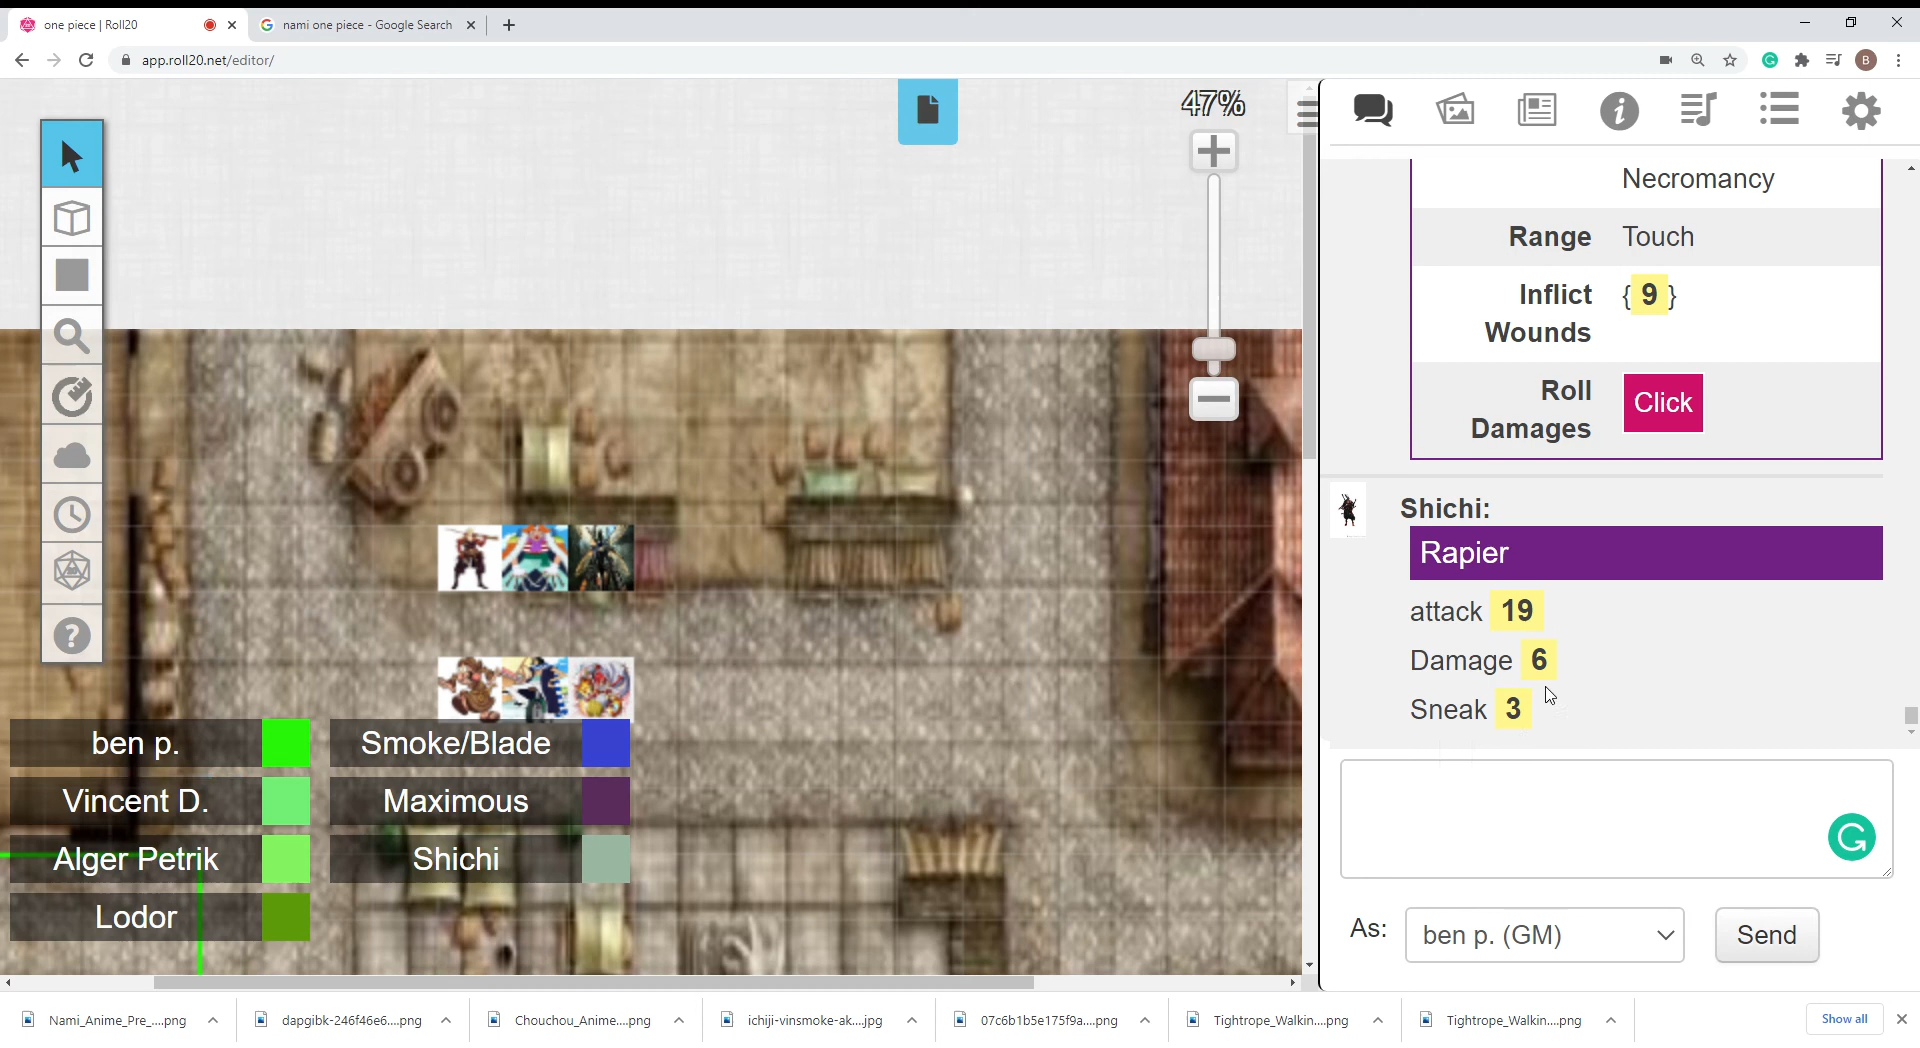 one piece | Roll20
nami one piece - Google Search
app.roll20.net/editor/
B
47%
Necromancy
Range Touch
Inflict Wounds {9}
Roll Damages Click
Shichi:
Rapier
attack 19
Damage 6
Sneak 3
ben p.
Smoke/Blade
Vincent D.
Maximous
Alger Petrik
Shichi
Lodor
As: ben p. (GM) Send
Nami_Anime_Pre_....png
dapgibk-246f46e6....png
Chouchou_Anime....png
ichiji-vinsmoke-ak....jpg
07c6b1b5e175f9a....png
Tightrope_Walkin....png
Tightrope_Walkin....png
Show all